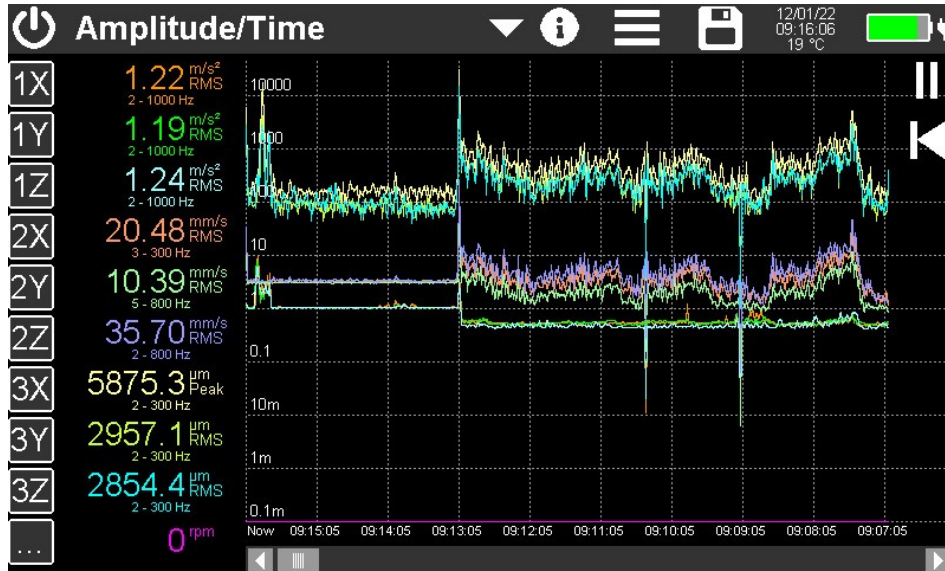 Amplitude/Time
12/01/22
09:16:06
19 °C
1X 1.22 m/s² RMS
2 - 1000 Hz
1Y 1.19 m/s² RMS
2 - 1000 Hz
1Z 1.24 m/s² RMS
2 - 1000 Hz
2X 20.48 mm/s RMS
3 - 300 Hz
2Y 10.39 mm/s RMS
5 - 800 Hz
2Z 35.70 mm/s RMS
2 - 800 Hz
3X 5875.3 µm Peak
2 - 300 Hz
3Y 2957.1 µm RMS
2 - 300 Hz
3Z 2854.4 µm RMS
2 - 300 Hz
... 0 rpm
10000
1000
10
0.1
10m
1m
0.1m
Now 09:15:05 09:14:05 09:13:05 09:12:05 09:11:05 09:10:05 09:09:05 09:08:05 09:07:05